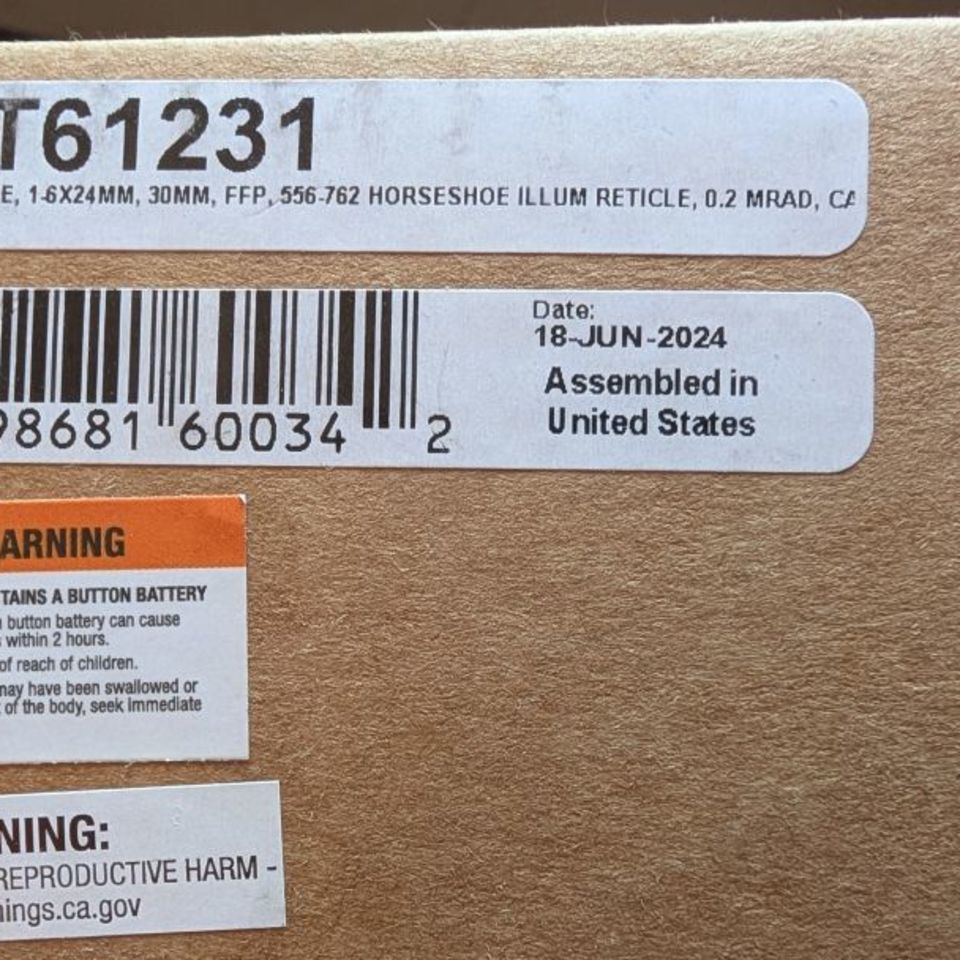 T61231
E, 1-6X24MM, 30MM, FFP, 556-762 HORSESHOE ILLUM RETICLE, 0.2 MRAD, CA
Date:
18-JUN-2024
Assembled in
United States
98681 60034 2
ARNING
TAINS A BUTTON BATTERY
button battery can cause
within 2 hours.
of reach of children.
may have been swallowed or
of the body, seek immediate
NING:
REPRODUCTIVE HARM -
nings.ca.gov